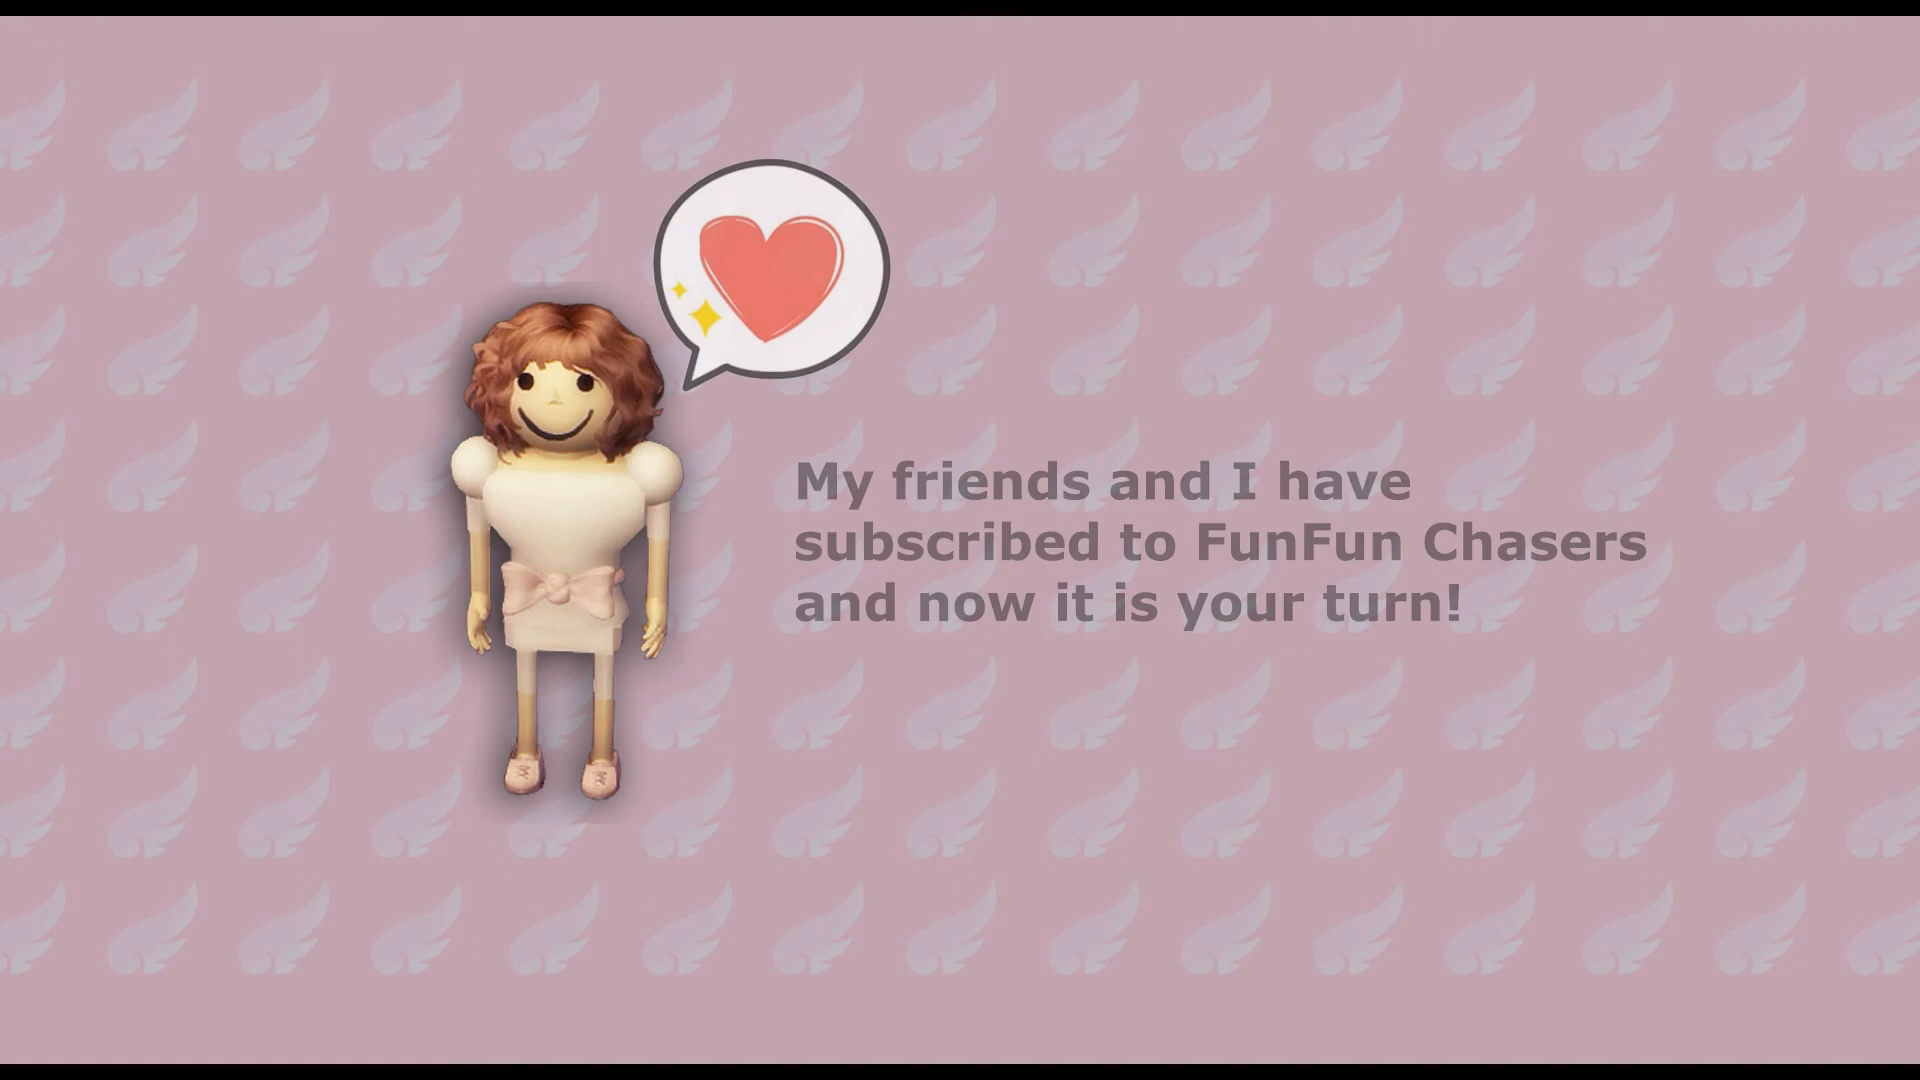 My friends and I have
subscribed to FunFun Chasers
and now it is your turn!